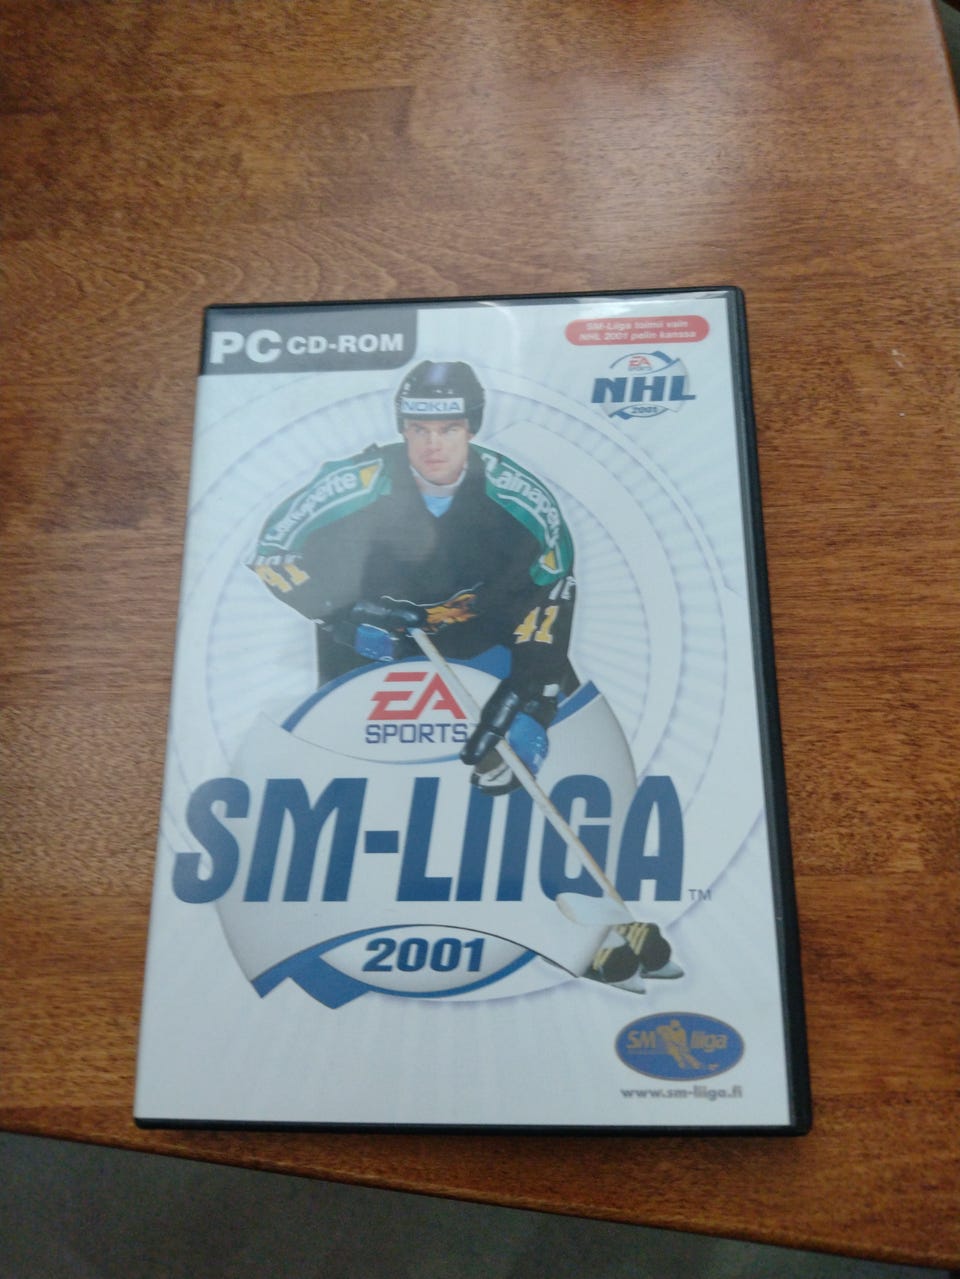 PC CD-ROM
SM-Liiga toimii vain
NHL 2001 pelin kanssa
EA
SPORTS
NHL
2001
NOKIA
41
41
EA
SPORTS
SM-LIIGA
TM
2001
SM liiga
www.sm-liiga.fi